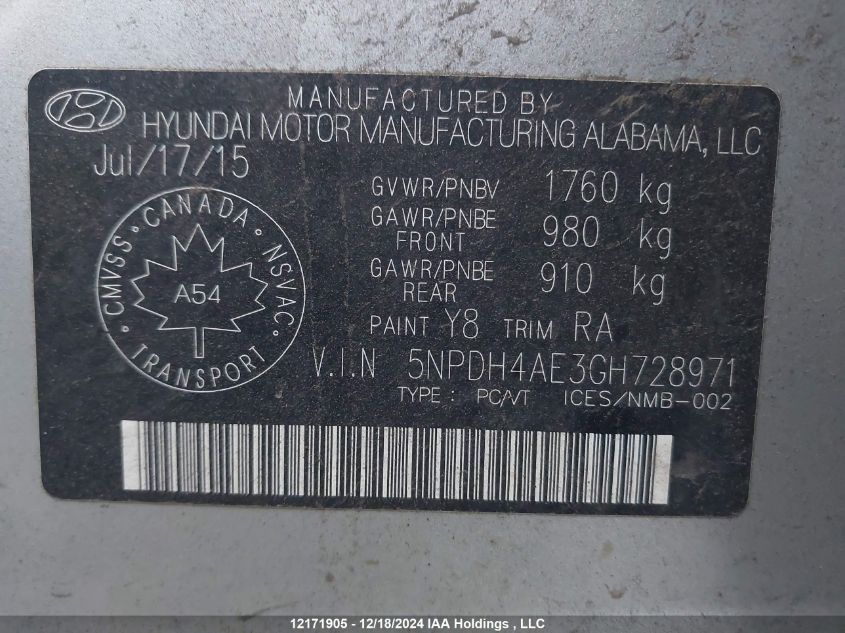 MANUFACTURED BY
HYUNDAI MOTOR MANUFACTURING ALABAMA, LLC
Jul/17/15
GVWR/PNBV 1760 kg
GAWR/PNBE FRONT 980 kg
GAWR/PNBE REAR 910 kg
PAINT Y8 TRIM RA
V.I.N 5NPDH4AE3GH728971
TYPE : PC/VT ICES/NMB-002
CMVSS · CANADA · NSVAC · TRANSPORT ·
A54
12171905 - 12/18/2024 IAA Holdings , LLC